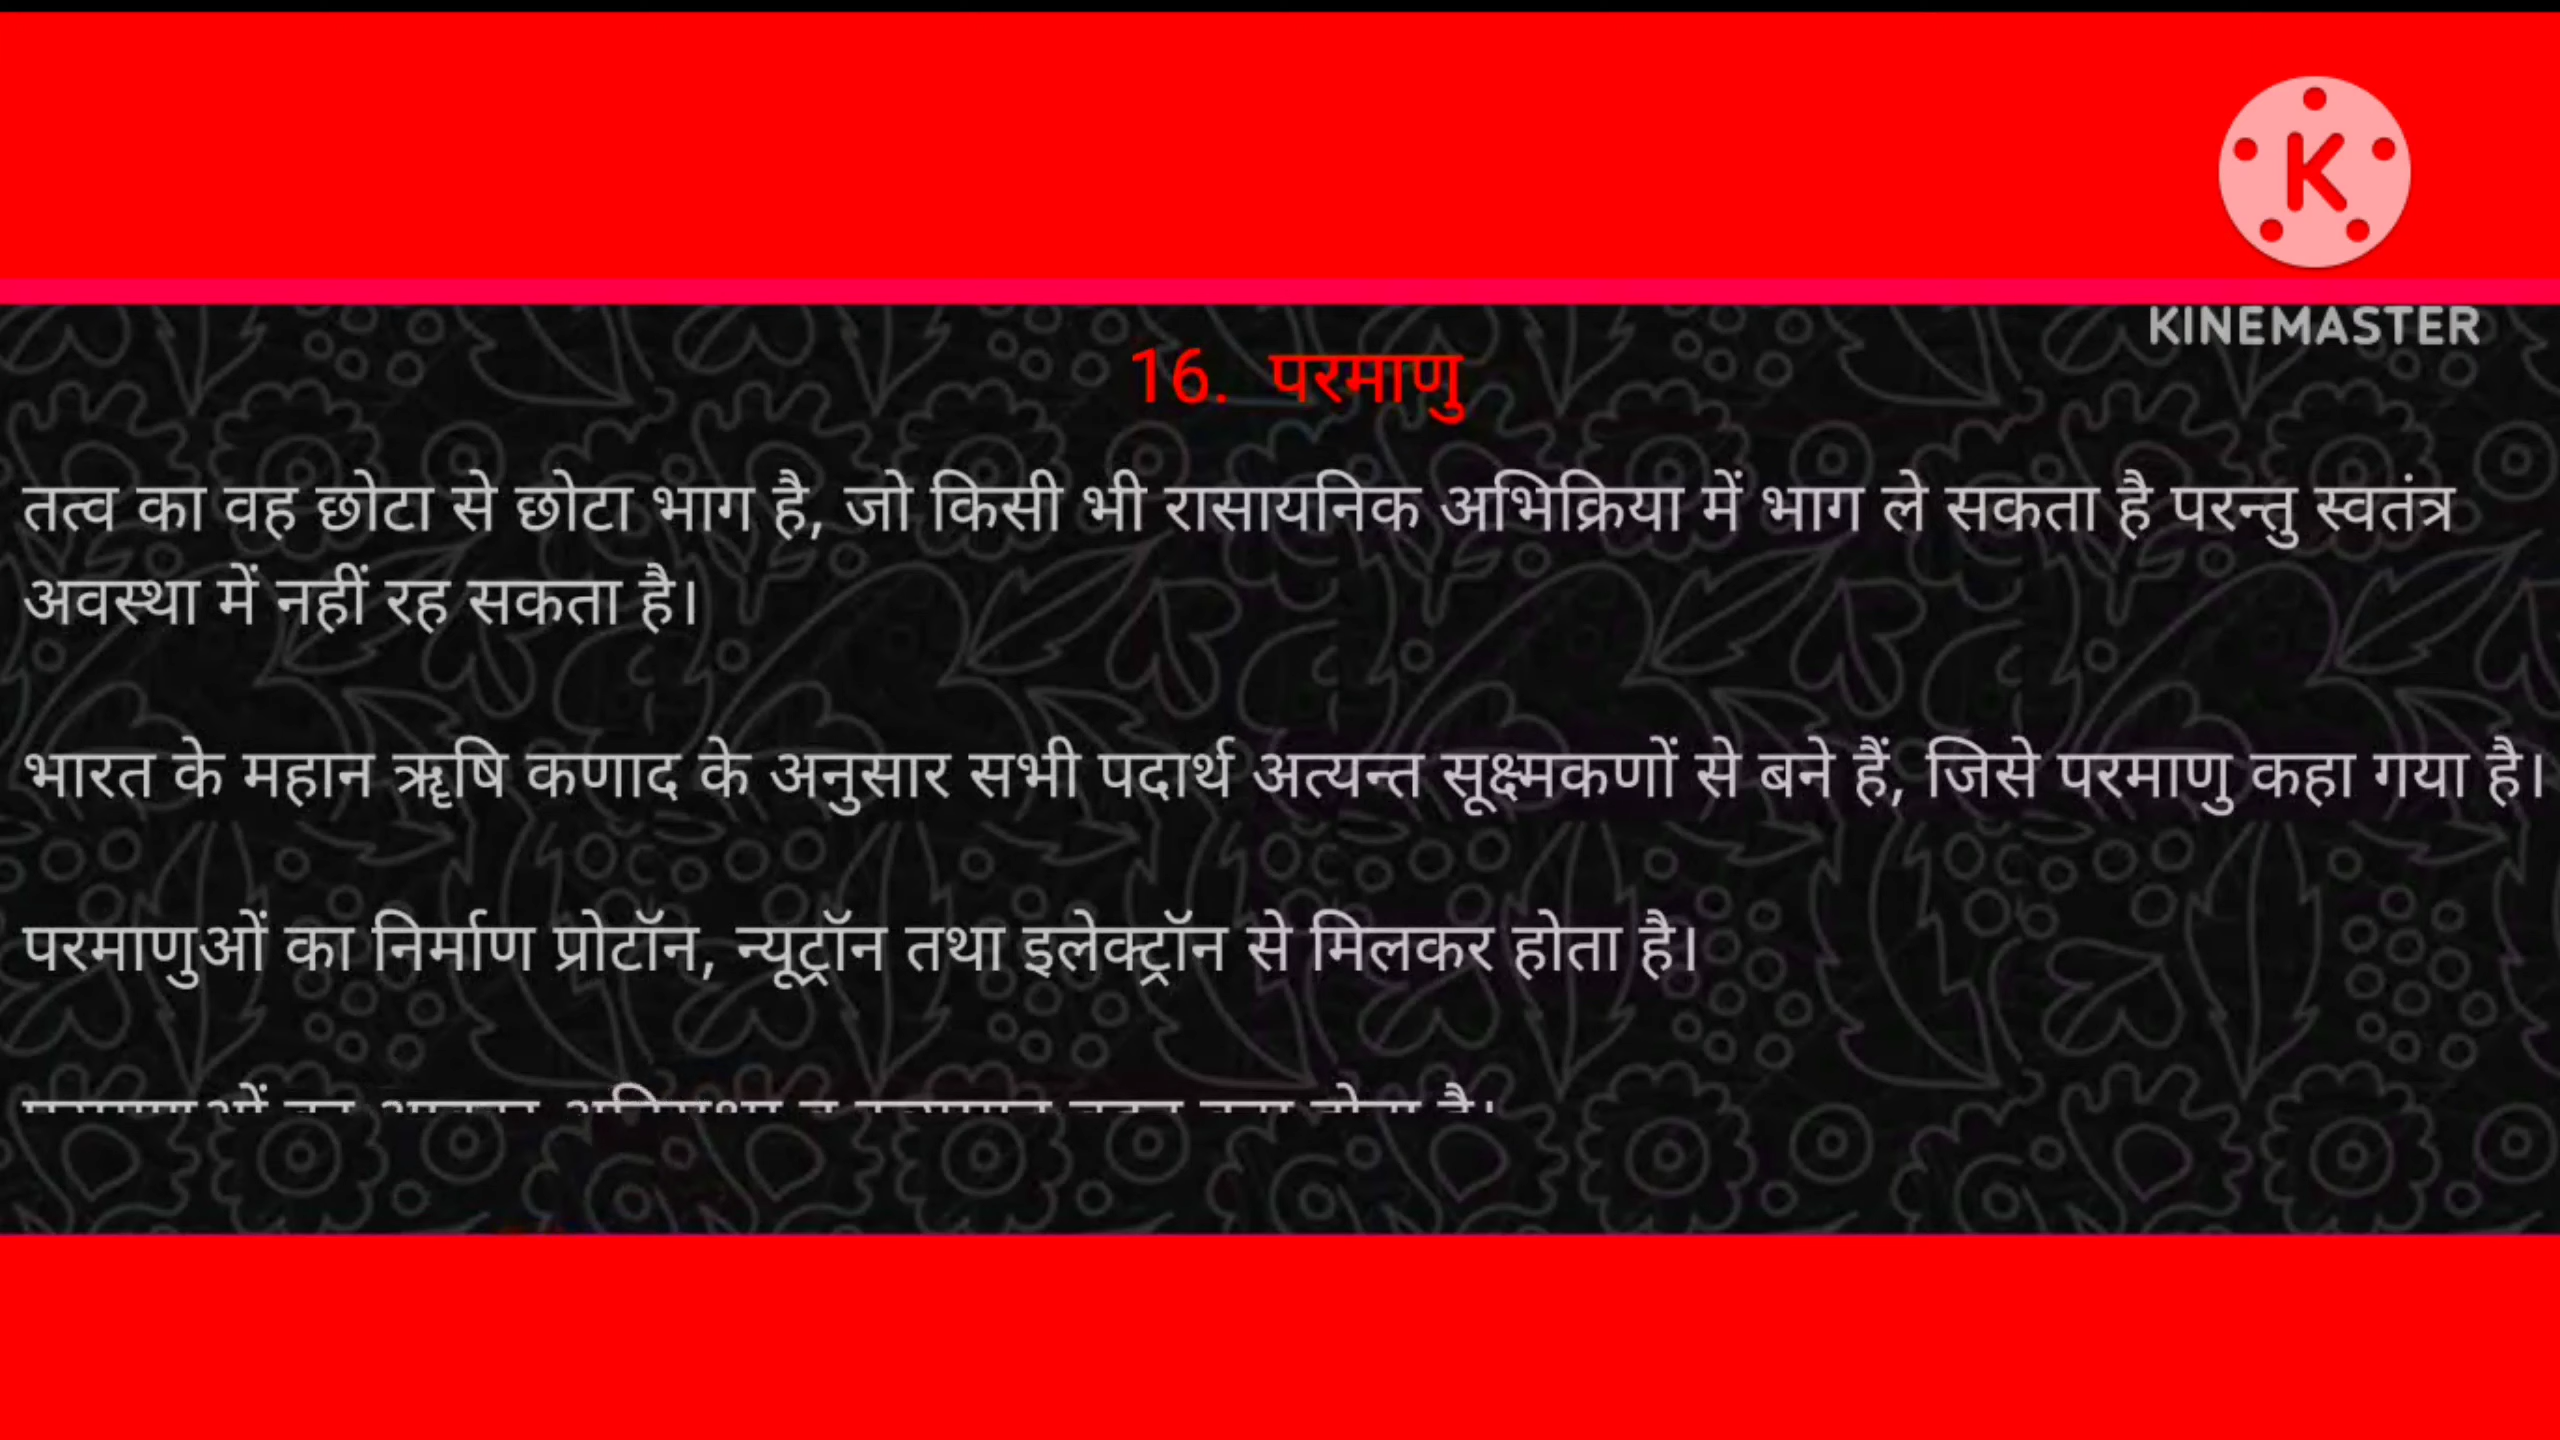 K
KINEMASTER
16. परमाणु
तत्व का वह छोटा से छोटा भाग है, जो किसी भी रासायनिक अभिक्रिया में भाग ले सकता है परन्तु स्वतंत्र
अवस्था में नहीं रह सकता है।
भारत के महान ऋृषि कणाद के अनुसार सभी पदार्थ अत्यन्त सूक्ष्मकणों से बने हैं, जिसे परमाणु कहा गया है।
परमाणुओं का निर्माण प्रोटॉन, न्यूट्रॉन तथा इलेक्ट्रॉन से मिलकर होता है।